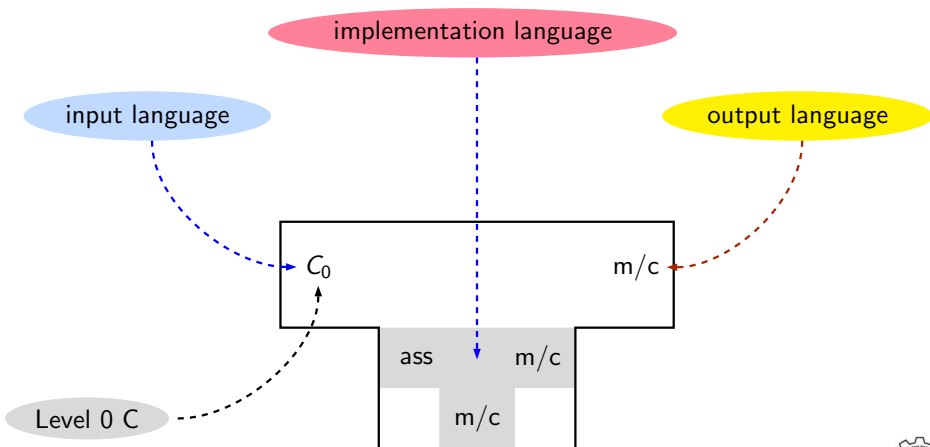 implementation language
input language
output language
C₀
m/c
ass
m/c
Level 0 C
m/c